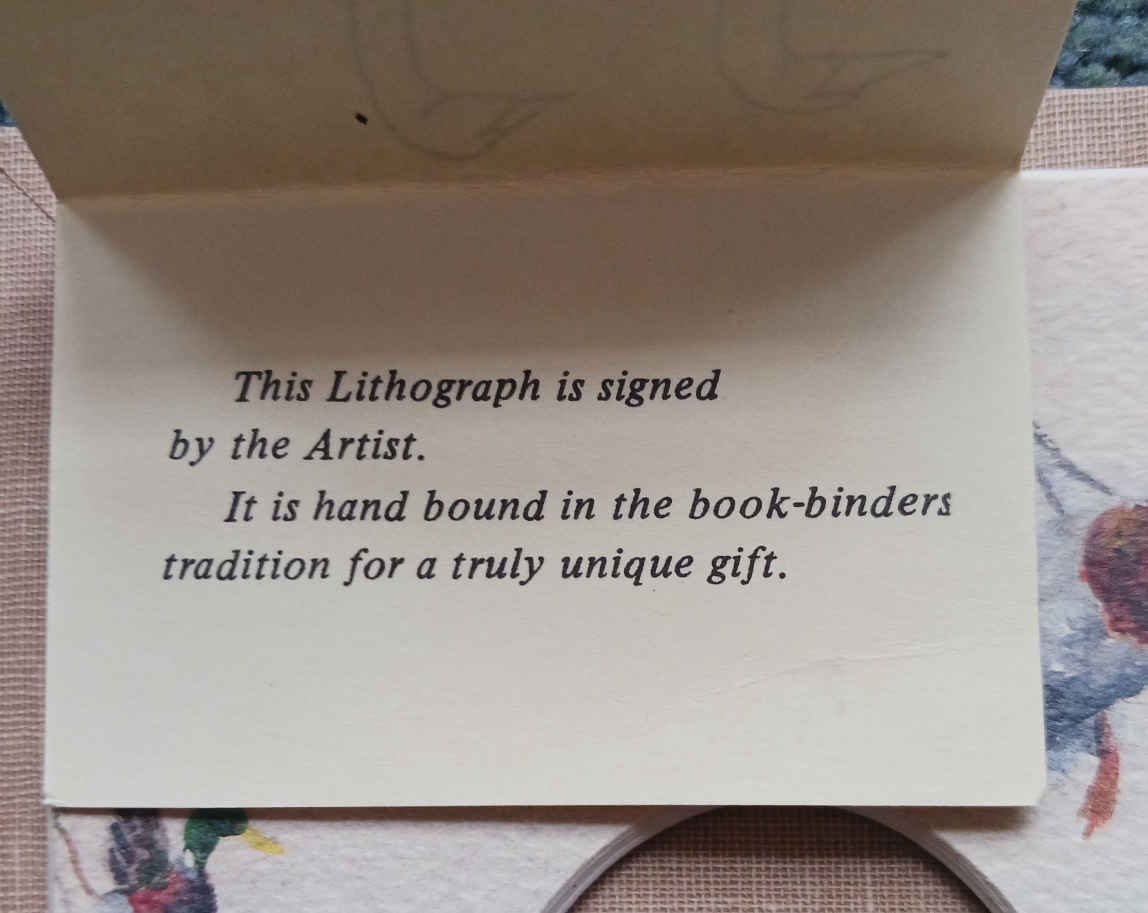 This Lithograph is signed
by the Artist.
It is hand bound in the book-binders
tradition for a truly unique gift.